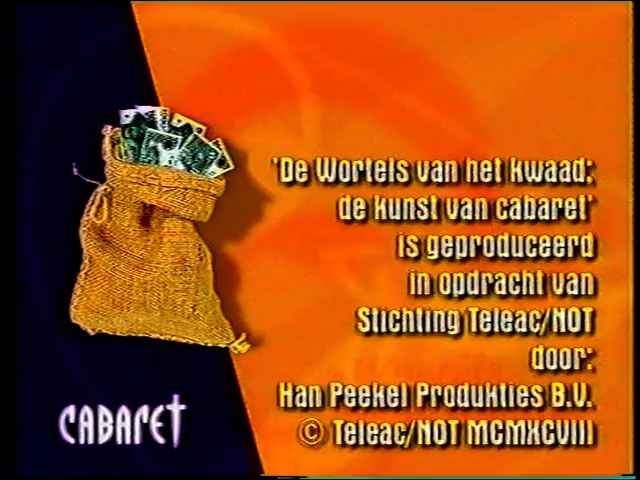 'De Wortels van het kwaad:
de kunst van cabaret'
is geproduceerd
in opdracht van
Stichting Teleac/NOT
door:
Han Peekel Produkties B.V.
© Teleac/NOT MCMXCVIII
CABARET